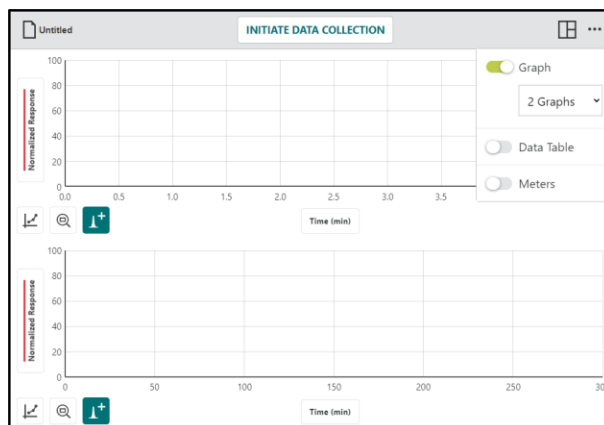 Untitled
INITIATE DATA COLLECTION
Graph
2 Graphs
Data Table
Meters
Normalized Response
100
80
60
40
20
0
0.0 0.5 1.0 1.5 2.0 2.5 3.0 3.5
Time (min)
Normalized Response
100
80
60
40
20
0
0 50 100 150 200 250 300
Time (min)